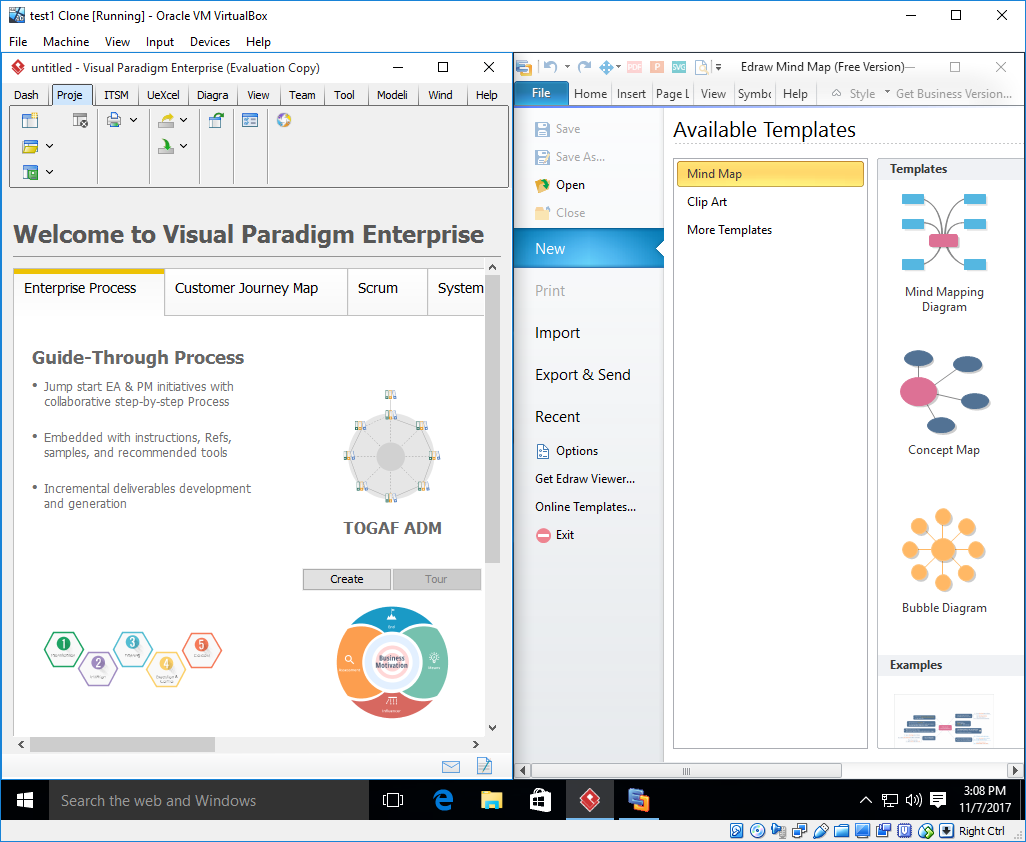 test1 Clone [Running] - Oracle VM VirtualBox
File Machine View Input Devices Help
untitled - Visual Paradigm Enterprise (Evaluation Copy)
Dash Proje ITSM UeXcel Diagra View Team Tool Modeli Wind Help
Welcome to Visual Paradigm Enterprise
Enterprise Process Customer Journey Map Scrum System
Guide-Through Process
• Jump start EA & PM initiatives with
collaborative step-by-step Process
• Embedded with instructions, Refs,
samples, and recommended tools
• Incremental deliverables development
and generation
TOGAF ADM
Create Tour
1 2 3 4 5
Business
Motivation
PDF P SVG Edraw Mind Map (Free Version)
File Home Insert Page L View Symbo Help Style Get Business Version...
Save
Save As...
Open
Close
New
Print
Import
Export & Send
Recent
Options
Get Edraw Viewer...
Online Templates...
Exit
Available Templates
Mind Map
Clip Art
More Templates
Templates
Mind Mapping
Diagram
Concept Map
Bubble Diagram
Examples
Search the web and Windows
3:08 PM
11/7/2017
Right Ctrl